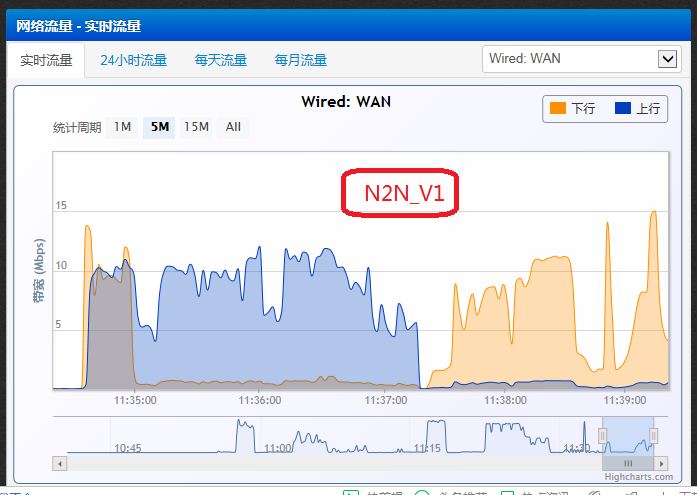 网络流量 - 实时流量
实时流量 24小时流量 每天流量 每月流量 Wired: WAN
Wired: WAN
下行 上行
统计周期 1M 5M 15M All
N2N_V1
15
10
5
带宽 (Mbps)
11:35:00 11:36:00 11:37:00 11:38:00 11:39:00
10:45 11:00 11:15 11:30
Highcharts.com